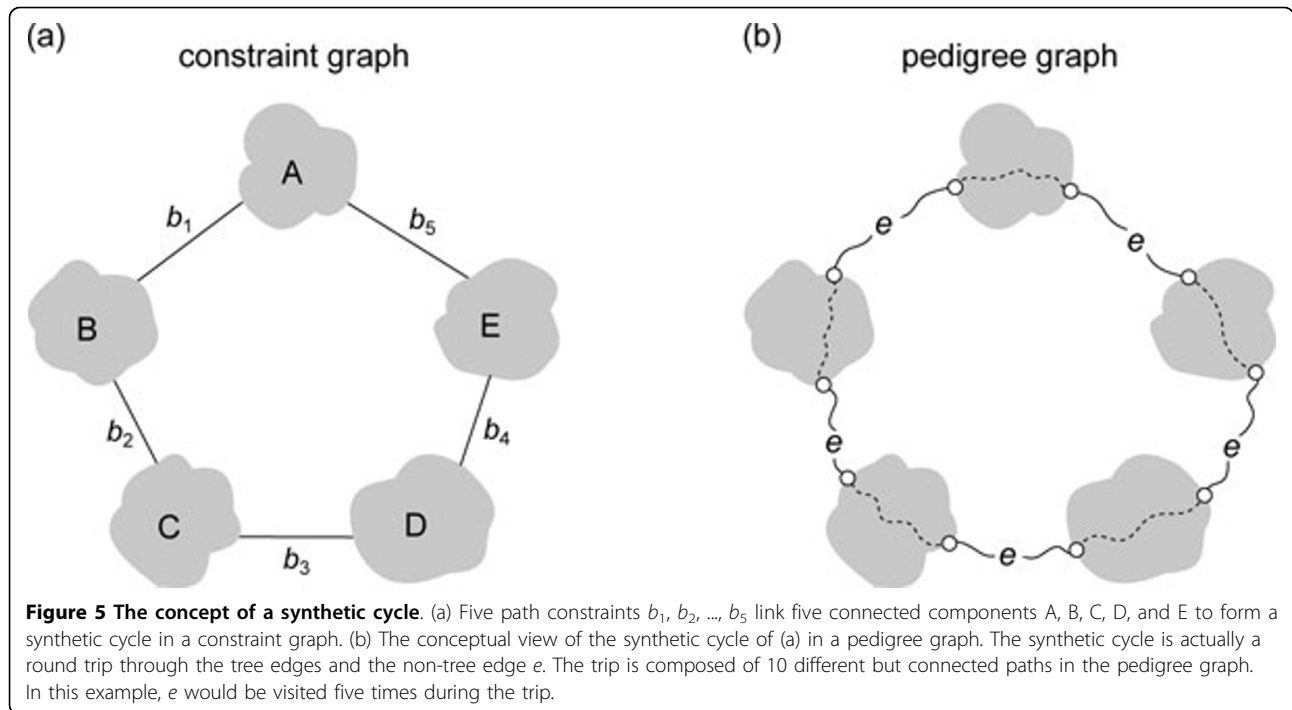 (a)
constraint graph
A
b1
b5
B
E
b2
b4
C
D
b3
(b)
pedigree graph
e
e
e
e
e
Figure 5 The concept of a synthetic cycle. (a) Five path constraints b1, b2, ..., b5 link five connected components A, B, C, D, and E to form a
synthetic cycle in a constraint graph. (b) The conceptual view of the synthetic cycle of (a) in a pedigree graph. The synthetic cycle is actually a
round trip through the tree edges and the non-tree edge e. The trip is composed of 10 different but connected paths in the pedigree graph.
In this example, e would be visited five times during the trip.